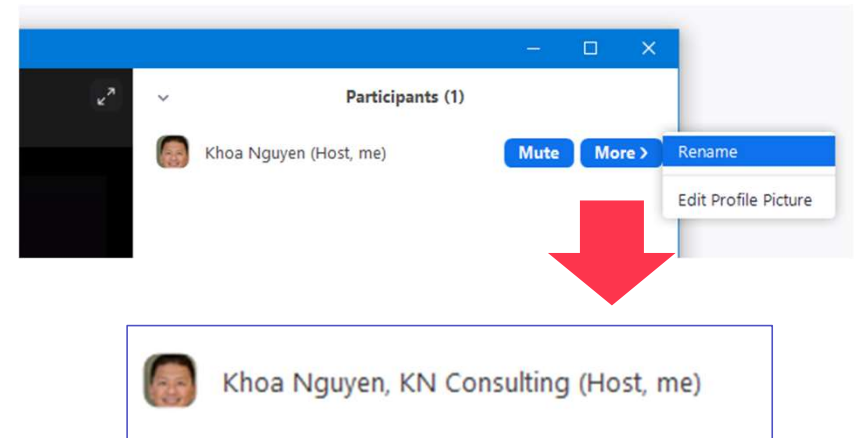 Participants (1)
Khoa Nguyen (Host, me) Mute More > Rename
Edit Profile Picture
Khoa Nguyen, KN Consulting (Host, me)